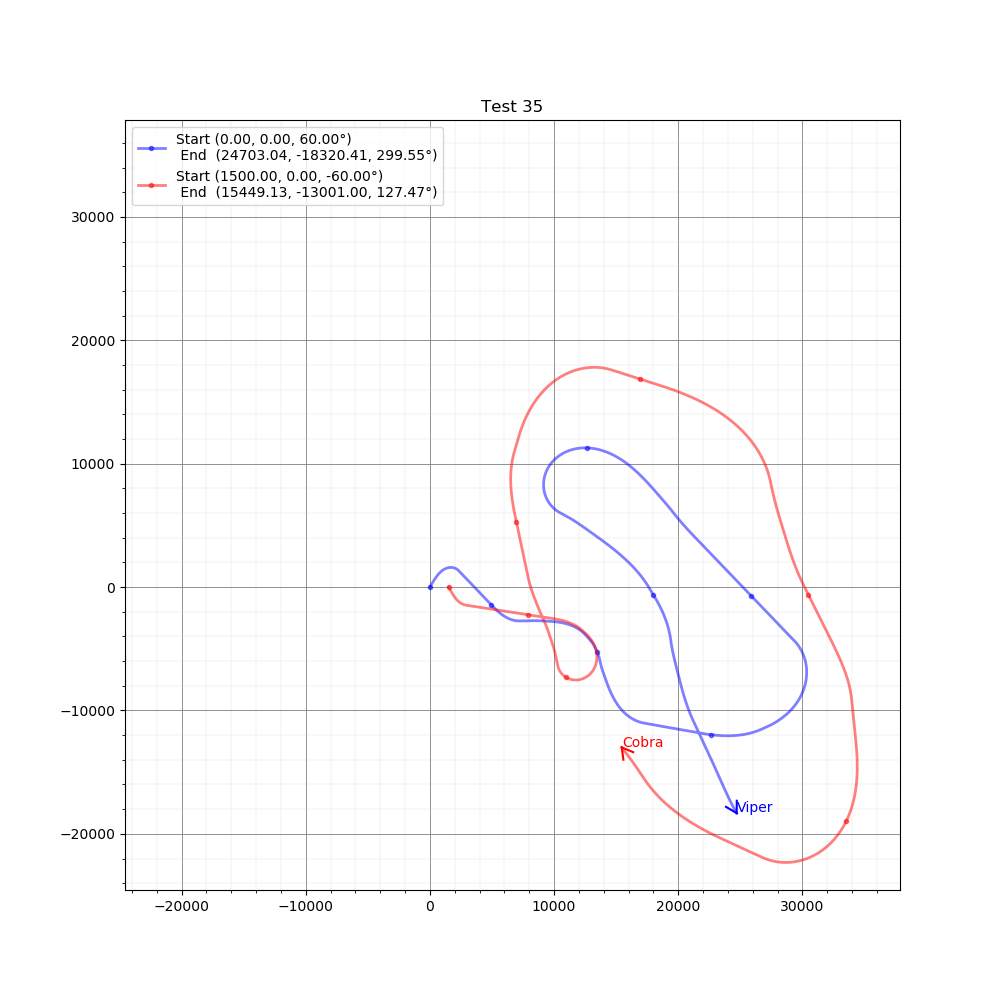 Test 35
Start (0.00, 0.00, 60.00°)
End  (24703.04, -18320.41, 299.55°)
Start (1500.00, 0.00, -60.00°)
End  (15449.13, -13001.00, 127.47°)
30000
20000
10000
0
−10000
−20000
Cobra
Viper
−20000 −10000 0 10000 20000 30000